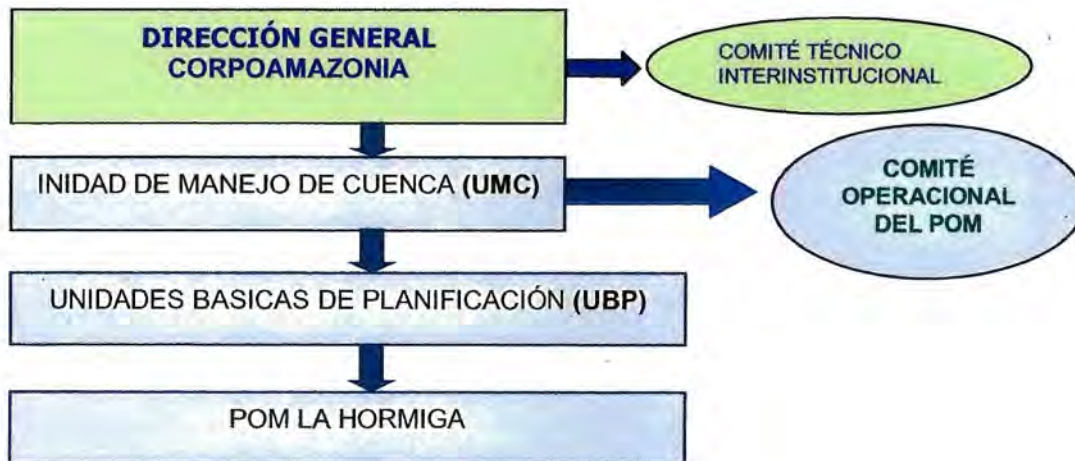 DIRECCIÓN GENERAL
CORPOAMAZONIA
COMITÉ TÉCNICO
INTERINSTITUCIONAL
INIDAD DE MANEJO DE CUENCA (UMC)
COMITÉ
OPERACIONAL
DEL POM
UNIDADES BASICAS DE PLANIFICACIÓN (UBP)
POM LA HORMIGA